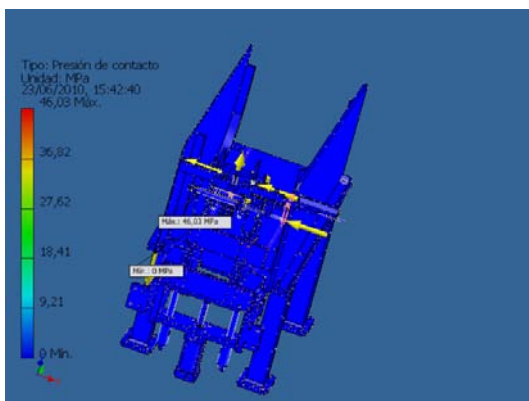 Tipo: Presión de contacto
Unidad: MPa
23/06/2010, 15:42:40
46,03 Máx.
36,82
27,62
18,41
9,21
0 Mín.
Máx.: 46,03 MPa
Mín.: 0 MPa